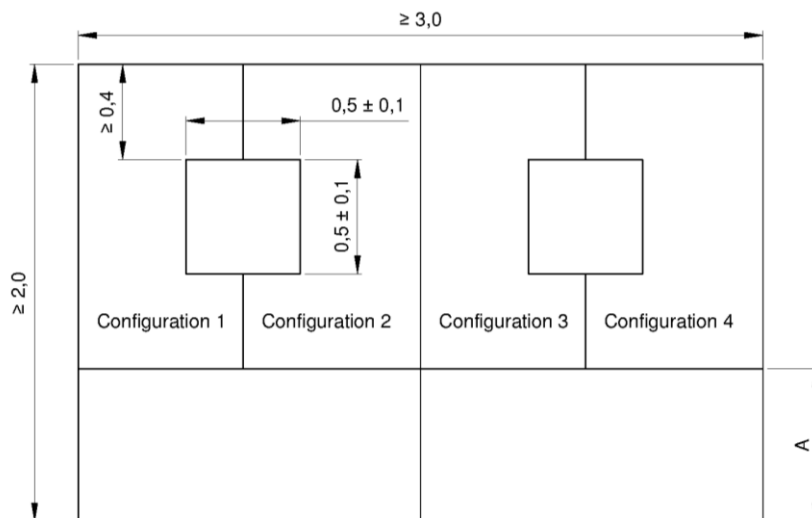 ≥ 3,0
≥ 0,4
0,5 ± 0,1
0,5 ± 0,1
≥ 2,0
Configuration 1
Configuration 2
Configuration 3
Configuration 4
A